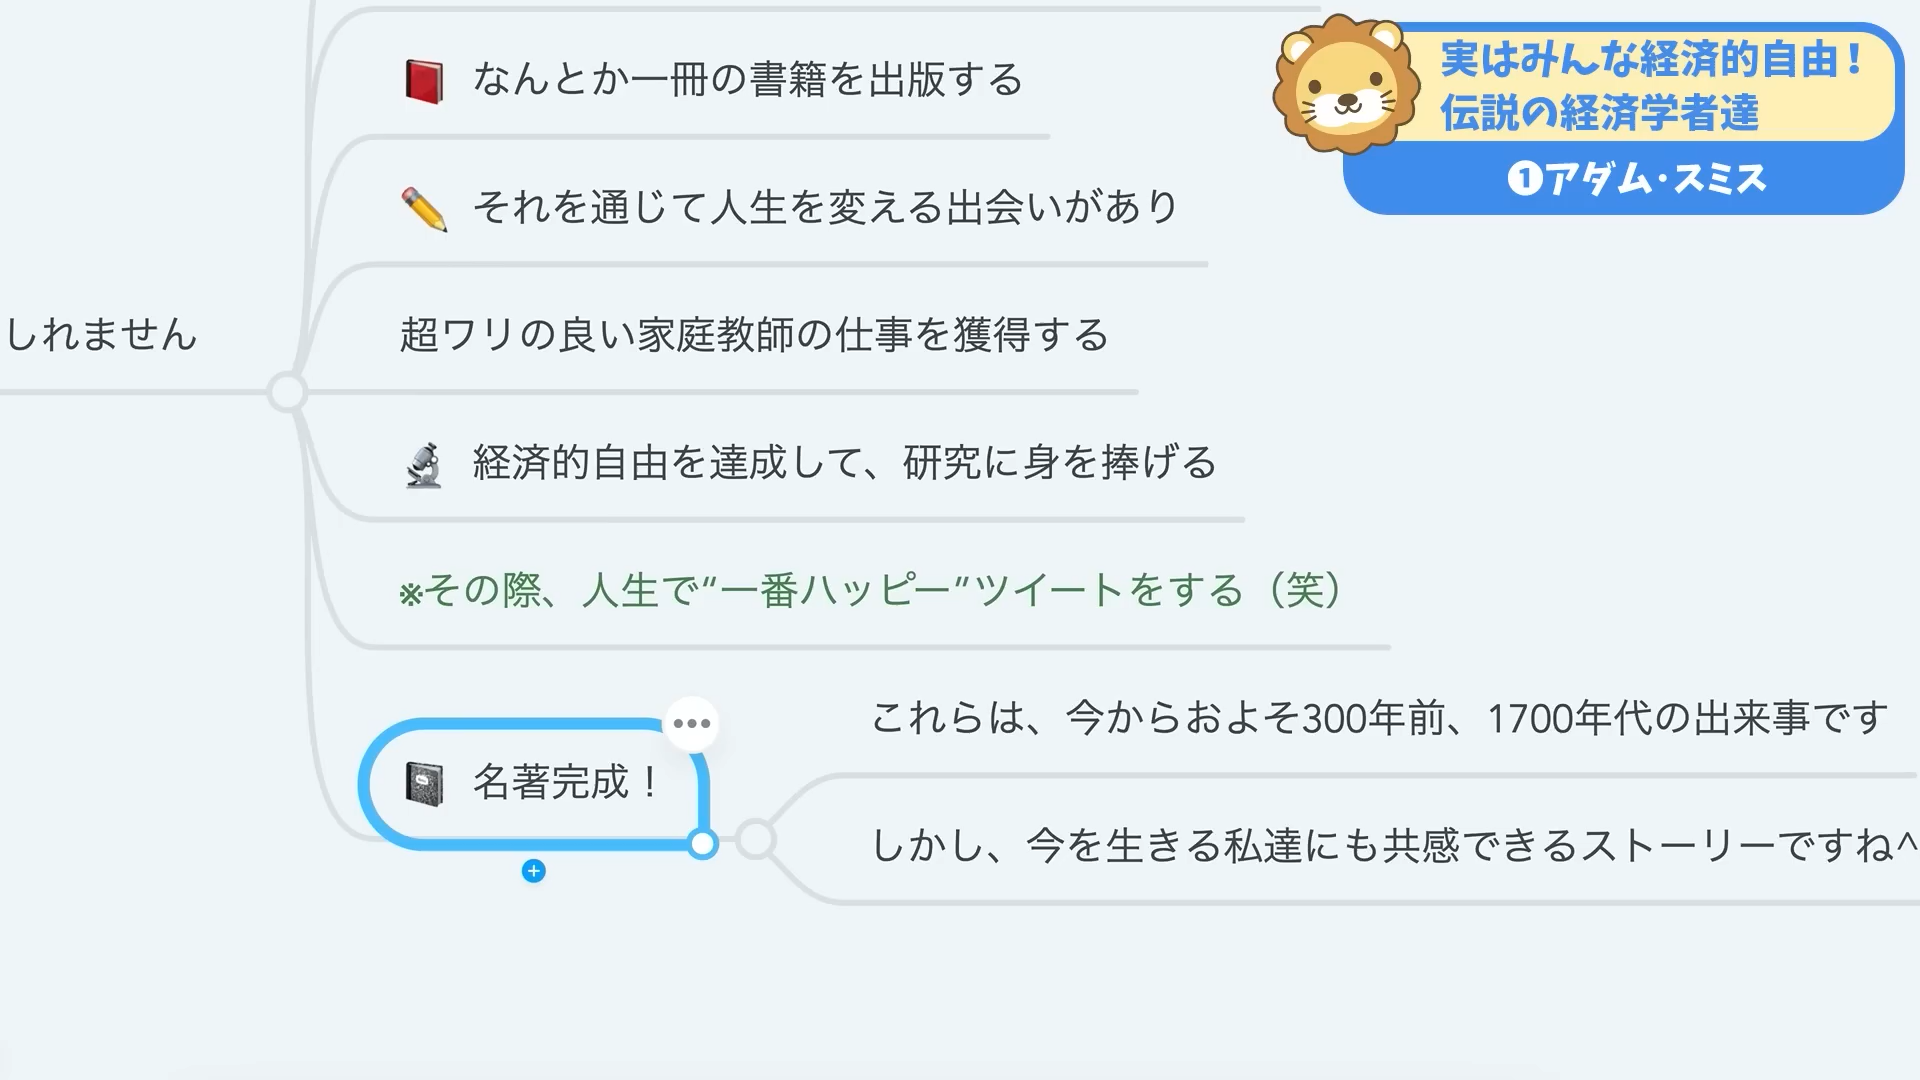 実はみんな経済的自由！
伝説の経済学者達
❶アダム・スミス
なんとか一冊の書籍を出版する
それを通じて人生を変える出会いがあり
しれません
超ワリの良い家庭教師の仕事を獲得する
経済的自由を達成して、研究に身を捧げる
※その際、人生で“一番ハッピー”ツイートをする（笑）
これらは、今からおよそ300年前、1700年代の出来事です
名著完成！
しかし、今を生きる私達にも共感できるストーリーですね^